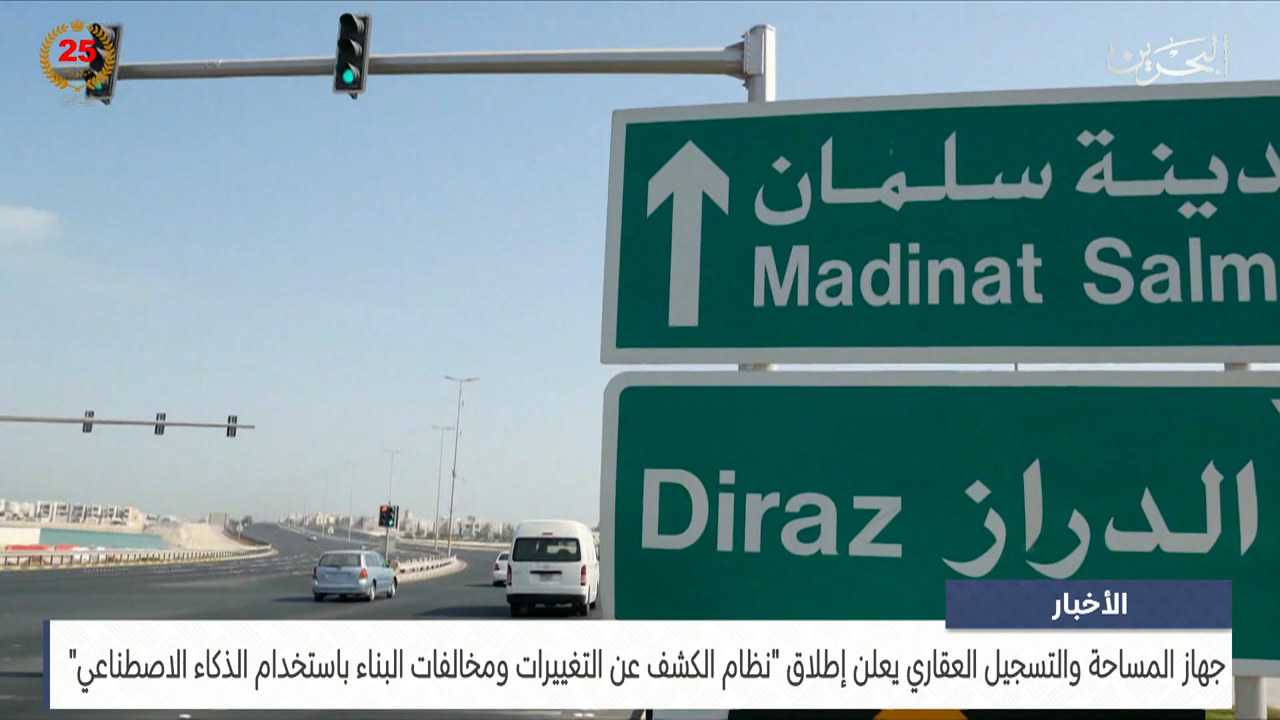 25
البحرين
دينة سلمان
Madinat Salm
Diraz الدراز
الأخبار
جهاز المساحة والتسجيل العقاري يعلن إطلاق "نظام الكشف عن التغييرات ومخالفات البناء باستخدام الذكاء الاصطناعي"